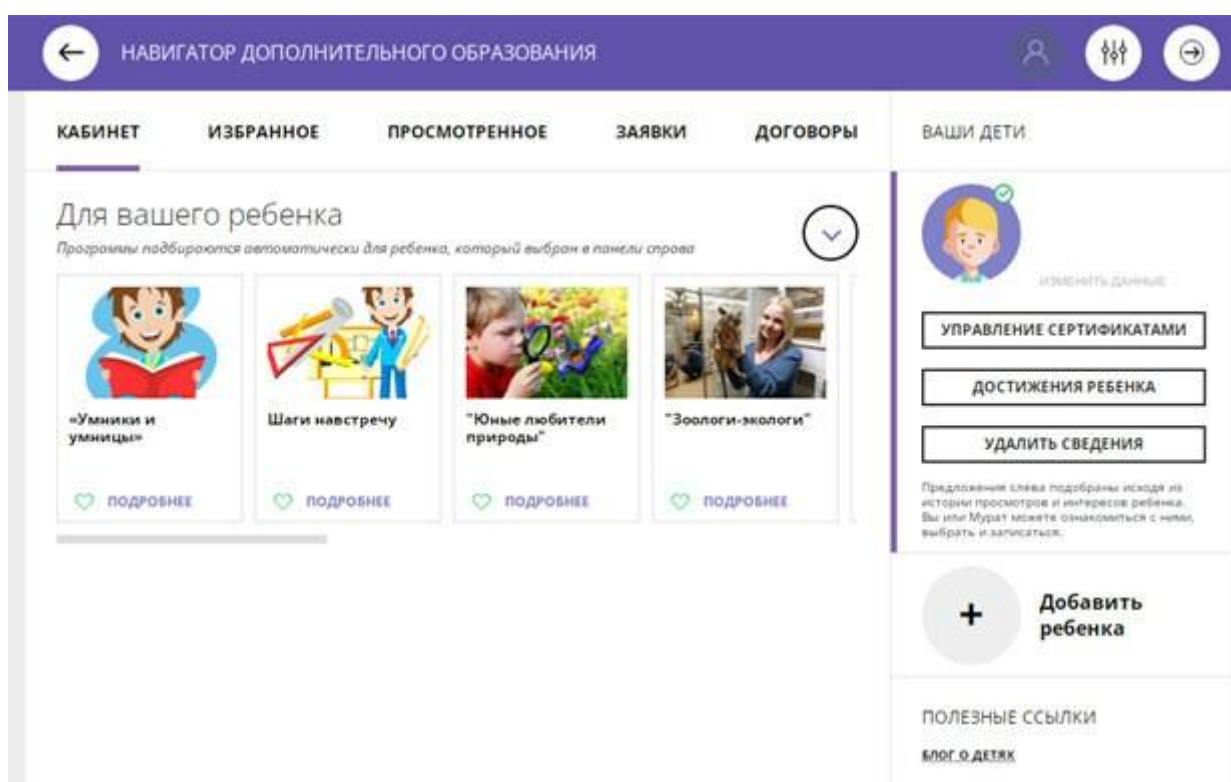 НАВИГАТОР ДОПОЛНИТЕЛЬНОГО ОБРАЗОВАНИЯ
КАБИНЕТ ИЗБРАННОЕ ПРОСМОТРЕННОЕ ЗАЯВКИ ДОГОВОРЫ
Для вашего ребенка
Программы подбираются автоматически для ребенка, который выбран в панели справа
«Умники и
умницы»
ПОДРОБНЕЕ
Шаги навстречу
ПОДРОБНЕЕ
"Юные любители
природы"
ПОДРОБНЕЕ
"Зоологи-экологи"
ПОДРОБНЕЕ
ВАШИ ДЕТИ
ИЗМЕНИТЬ ДАННЫЕ
УПРАВЛЕНИЕ СЕРТИФИКАТАМИ
ДОСТИЖЕНИЯ РЕБЕНКА
УДАЛИТЬ СВЕДЕНИЯ
Предложения слева подобраны исходя из
истории просмотров и интересов ребенка.
Вы или Мурат можете ознакомиться с ними,
выбрать и записаться.
+
Добавить
ребенка
ПОЛЕЗНЫЕ ССЫЛКИ
БЛОГ О ДЕТЯХ